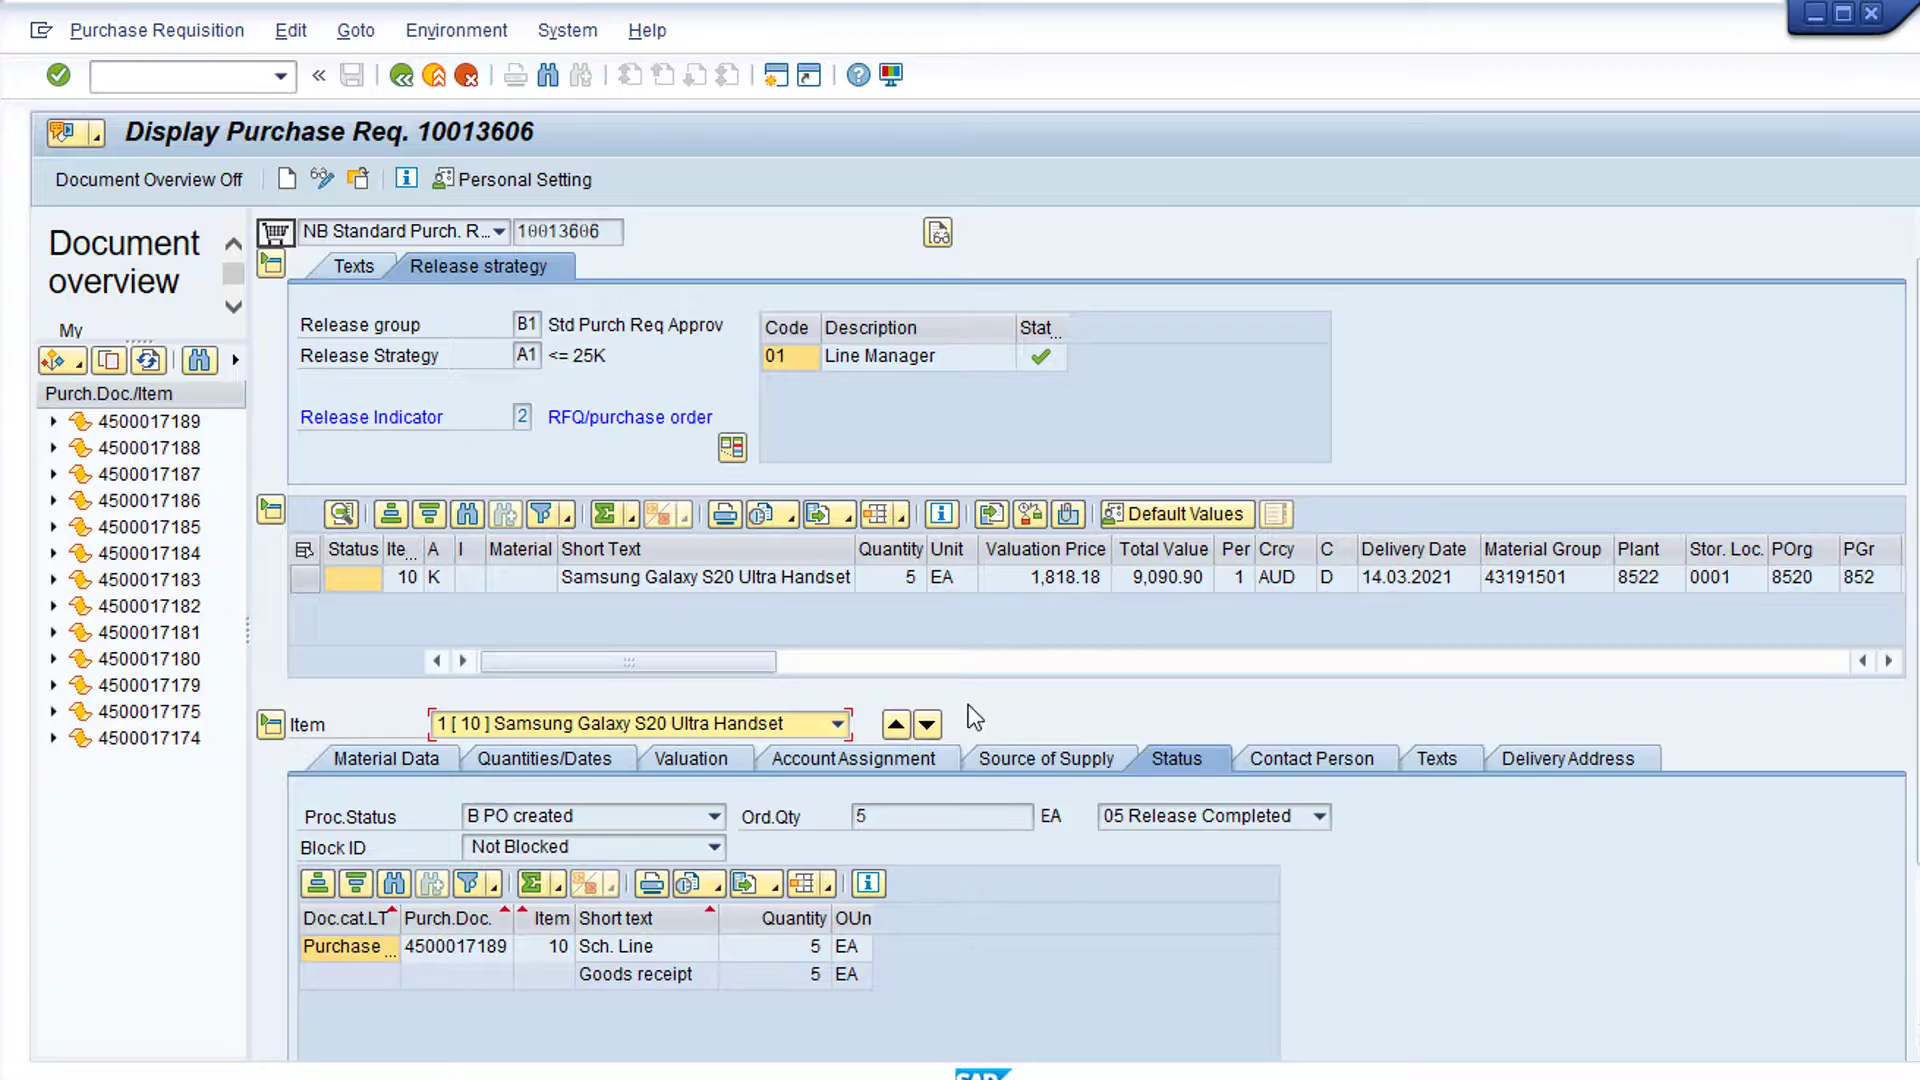 Purchase Requisition Edit Goto Environment System Help
Display Purchase Req. 10013606
Document Overview Off Personal Setting
Document overview
My
Purch.Doc./Item
4500017189
4500017188
4500017187
4500017186
4500017185
4500017184
4500017183
4500017182
4500017181
4500017180
4500017179
4500017175
4500017174
NB Standard Purch. R... 10013606
Texts Release strategy
Release group B1 Std Purch Req Approv
Release Strategy A1 <= 25K
Release Indicator 2 RFQ/purchase order
Code Description Stat...
01 Line Manager
Default Values
Status Ite... A I Material Short Text Quantity Unit Valuation Price Total Value Per Crcy C Delivery Date Material Group Plant Stor. Loc. POrg PGr
10 K Samsung Galaxy S20 Ultra Handset 5 EA 1,818.18 9,090.90 1 AUD D 14.03.2021 43191501 8522 0001 8520 852
Item 1 [ 10 ] Samsung Galaxy S20 Ultra Handset
Material Data Quantities/Dates Valuation Account Assignment Source of Supply Status Contact Person Texts Delivery Address
Proc.Status B PO created Ord.Qty 5 EA 05 Release Completed
Block ID Not Blocked
Doc.cat.LT Purch.Doc. Item Short text Quantity OUn
Purchase ... 4500017189 10 Sch. Line 5 EA
Goods receipt 5 EA
SAP